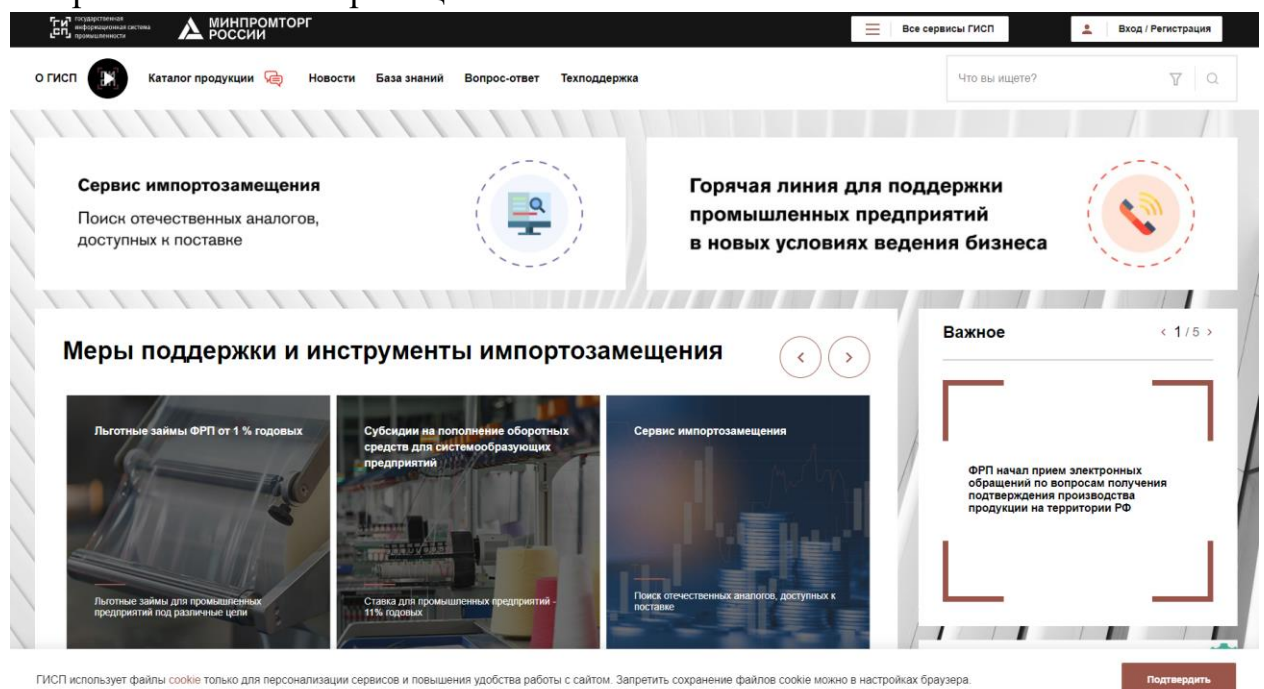 государственная
информационная система
промышленности
ГИ
СП
МИНПРОМТОРГ
РОССИИ
Все сервисы ГИСП
Вход / Регистрация
О ГИСП
Каталог продукции
Новости
База знаний
Вопрос-ответ
Техподдержка
Что вы ищете?
Сервис импортозамещения
Поиск отечественных аналогов,
доступных к поставке
Горячая линия для поддержки
промышленных предприятий
в новых условиях ведения бизнеса
Меры поддержки и инструменты импортозамещения
Льготные займы ФРП от 1 % годовых
Льготные займы для промышленных
предприятий под различные цели
Субсидии на пополнение оборотных
средств для системообразующих
предприятий
Ставка для промышленных предприятий -
11% годовых
Сервис импортозамещения
Поиск отечественных аналогов, доступных к
поставке
Важное
1 / 5
ФРП начал прием электронных
обращений по вопросам получения
подтверждения производства
продукции на территории РФ
ГИСП использует файлы cookie только для персонализации сервисов и повышения удобства работы с сайтом. Запретить сохранение файлов cookie можно в настройках браузера.
Подтвердить